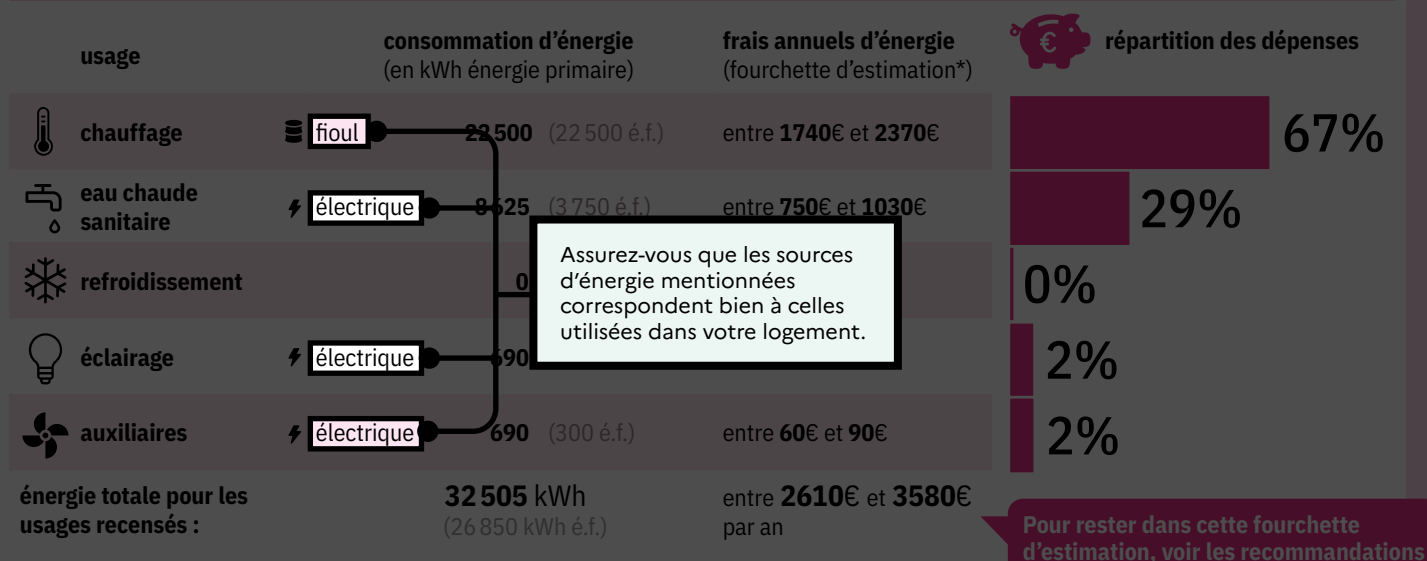 usage
consommation d'énergie
(en kWh énergie primaire)
frais annuels d'énergie
(fourchette d'estimation*)
€
répartition des dépenses
chauffage
fioul
22 500 (22 500 é.f.)
entre 1740€ et 2370€
67%
eau chaude
sanitaire
électrique
8 625 (3 750 é.f.)
entre 750€ et 1030€
29%
refroidissement
0
0%
Assurez-vous que les sources
d'énergie mentionnées
correspondent bien à celles
utilisées dans votre logement.
éclairage
électrique
690
2%
auxiliaires
électrique
690 (300 é.f.)
entre 60€ et 90€
2%
énergie totale pour les
usages recensés :
32 505 kWh
(26 850 kWh é.f.)
entre 2610€ et 3580€
par an
Pour rester dans cette fourchette
d'estimation, voir les recommandations